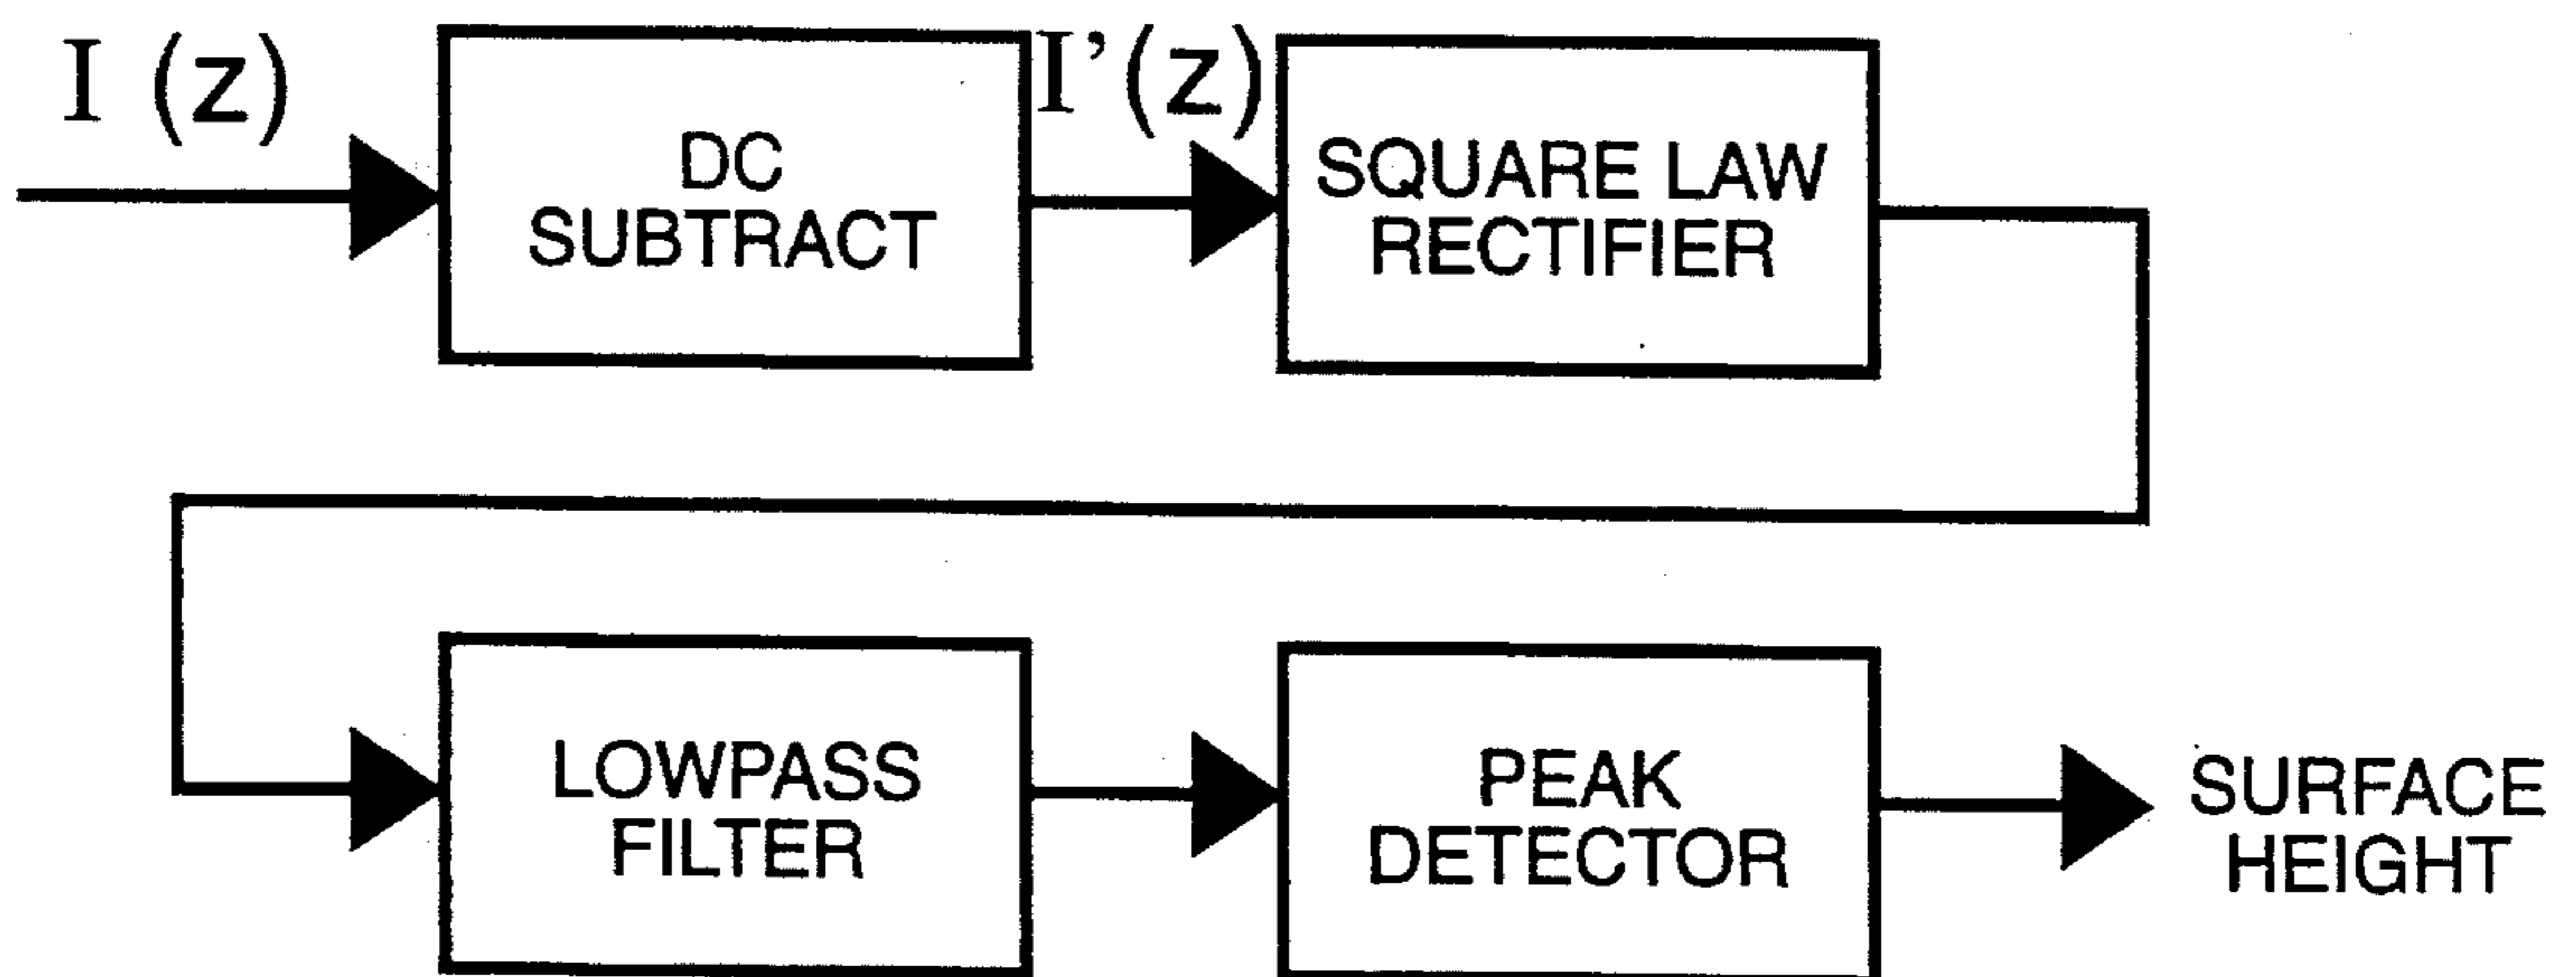 I (z)
DC
SUBTRACT
I'(z)
SQUARE LAW
RECTIFIER
LOWPASS
FILTER
PEAK
DETECTOR
SURFACE
HEIGHT